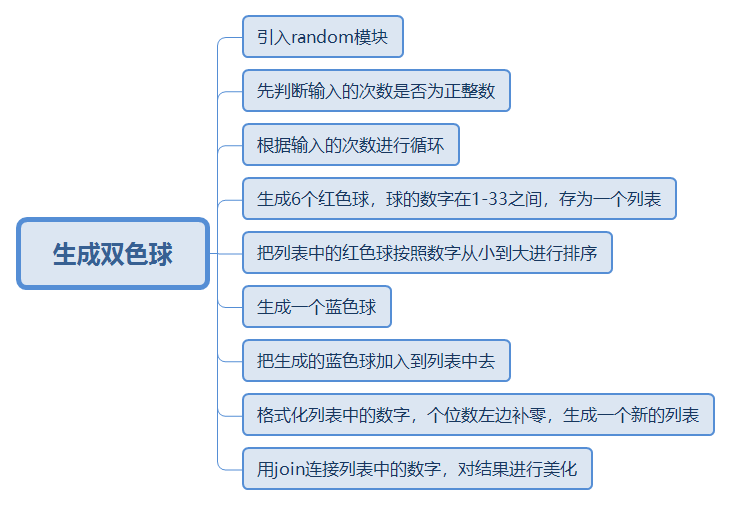 生成双色球
引入random模块
先判断输入的次数是否为正整数
根据输入的次数进行循环
生成6个红色球，球的数字在1-33之间，存为一个列表
把列表中的红色球按照数字从小到大进行排序
生成一个蓝色球
把生成的蓝色球加入到列表中去
格式化列表中的数字，个位数左边补零，生成一个新的列表
用join连接列表中的数字，对结果进行美化